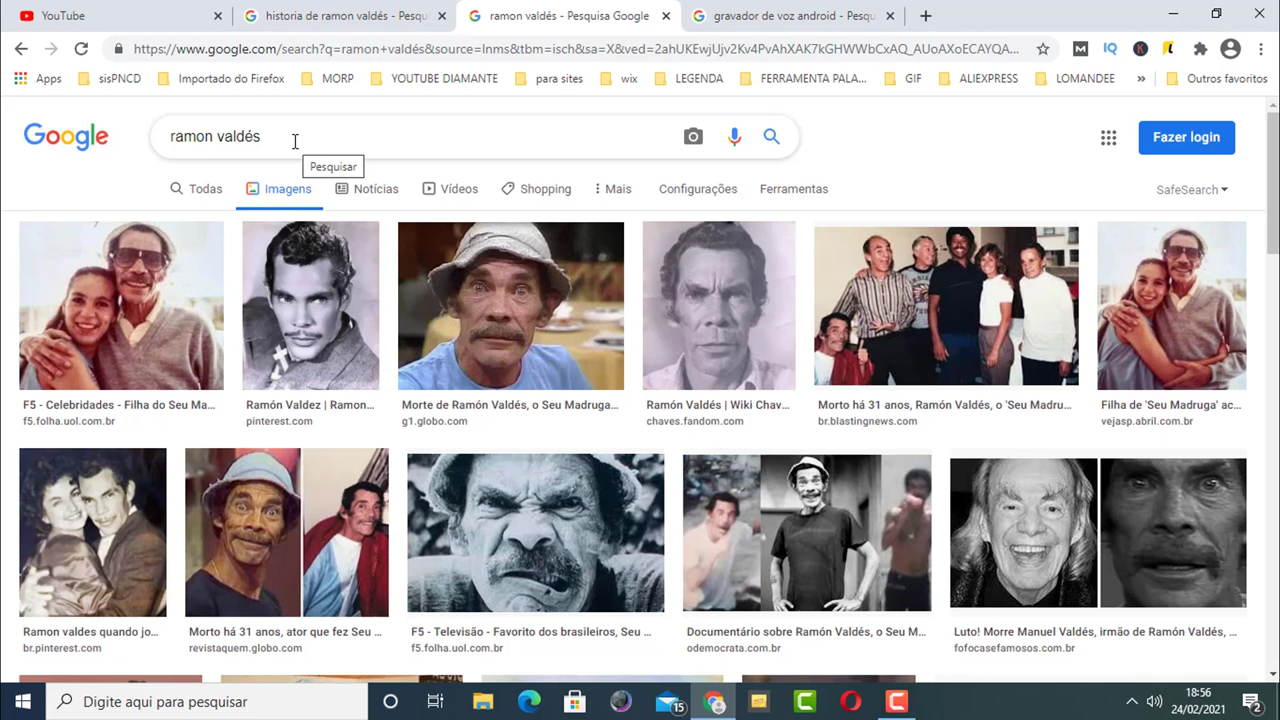 YouTube
historia de ramon valdés - Pesqu
ramon valdés - Pesquisa Google
gravador de voz android - Pesqu
https://www.google.com/search?q=ramon+valdés&source=lnms&tbm=isch&sa=X&ved=2ahUKEwjUjv2Kv4PvAhXAK7kGHWWbCxAQ_AUoAXoECAYQA...
Apps
sisPNCD
Importado do Firefox
MORP
YOUTUBE DIAMANTE
para sites
wix
LEGENDA
FERRAMENTA PALA...
GIF
ALIEXPRESS
LOMANDEE
Outros favoritos
Google
ramon valdés
Fazer login
Pesquisar
Todas
Imagens
Notícias
Vídeos
Shopping
Mais
Configurações
Ferramentas
SafeSearch
F5 - Celebridades - Filha do Seu Ma...
f5.folha.uol.com.br
Ramón Valdez | Ramon...
pinterest.com
Morte de Ramón Valdés, o Seu Madruga...
g1.globo.com
Ramón Valdés | Wiki Chav...
chaves.fandom.com
Morto há 31 anos, Ramón Valdés, o 'Seu Madru...
br.blastingnews.com
Filha de 'Seu Madruga' ac...
vejasp.abril.com.br
Ramon valdes quando jo...
br.pinterest.com
Morto há 31 anos, ator que fez Seu ...
revistaquem.globo.com
F5 - Televisão - Favorito dos brasileiros, Seu ...
f5.folha.uol.com.br
Documentário sobre Ramón Valdés, o Seu M...
odemocrata.com.br
Luto! Morre Manuel Valdés, irmão de Ramón Valdés, ...
fofocasefamosos.com.br
Digite aqui para pesquisar
15
18:56
24/02/2021
2